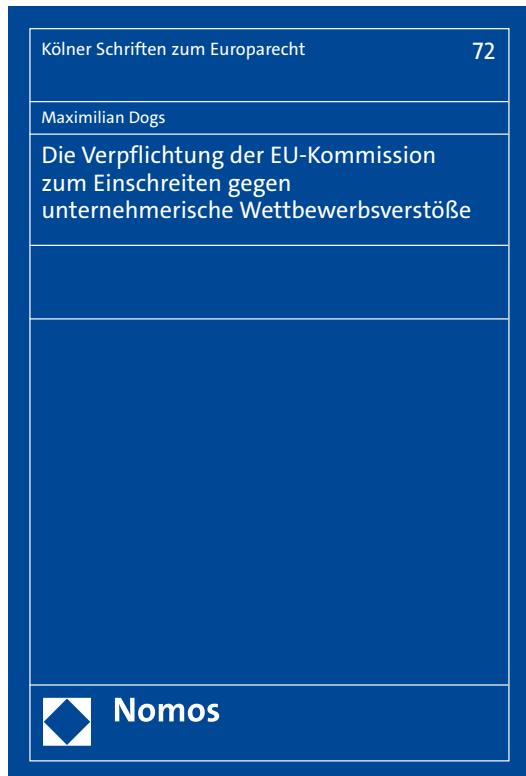 Kölner Schriften zum Europarecht 72
Maximilian Dogs
Die Verpflichtung der EU-Kommission
zum Einschreiten gegen
unternehmerische Wettbewerbsverstöße
Nomos